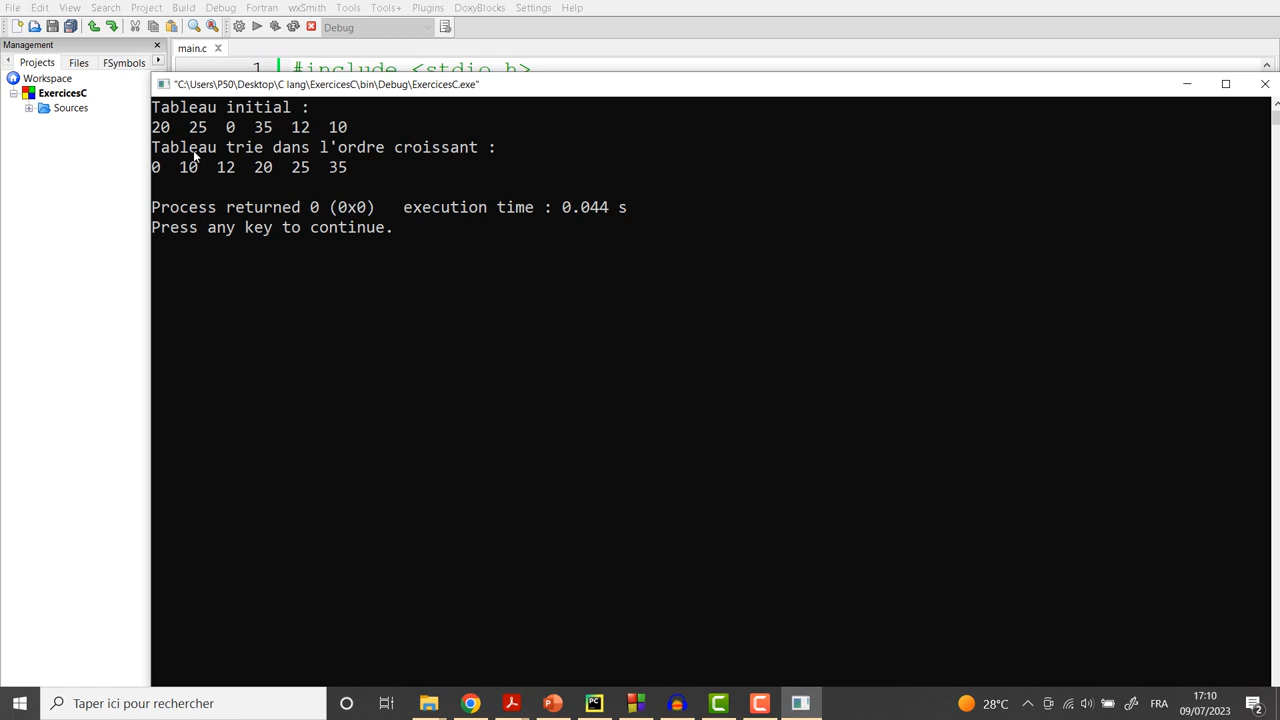 File Edit View Search Project Build Debug Fortran wxSmith Tools Tools+ Plugins DoxyBlocks Settings Help
Debug
Management
main.c
Projects Files FSymbols
1 #include <stdio.h>
Workspace
"C:\Users\P50\Desktop\C lang\ExercicesC\bin\Debug\ExercicesC.exe"
ExercicesC
Sources
Tableau initial :
20 25 0 35 12 10
Tableau trie dans l'ordre croissant :
0 10 12 20 25 35
Process returned 0 (0x0) execution time : 0.044 s
Press any key to continue.
Taper ici pour rechercher
PC
28°C
FRA
17:10
09/07/2023
2